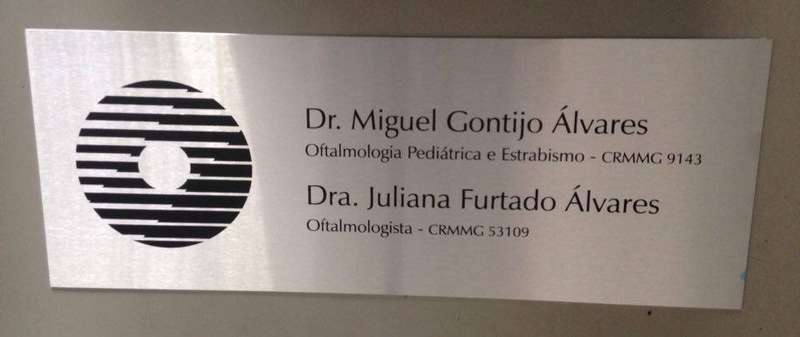 Dr. Miguel Gontijo Álvares
Oftalmologia Pediátrica e Estrabismo - CRMMG 9143
Dra. Juliana Furtado Álvares
Oftalmologista - CRMMG 53109